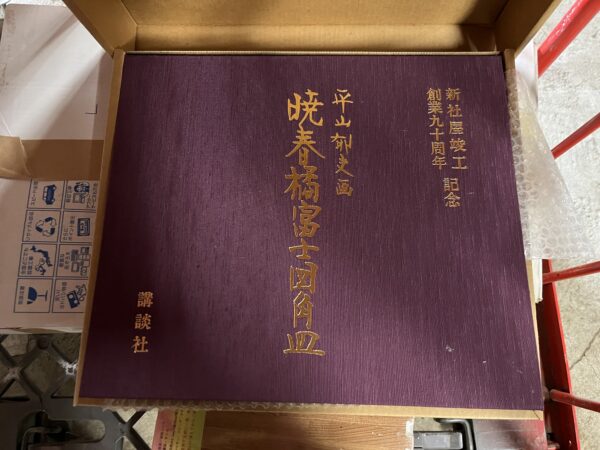 新社屋竣工
創業九十周年 記念
平山郁夫画
暁春橘富士図角皿
講談社